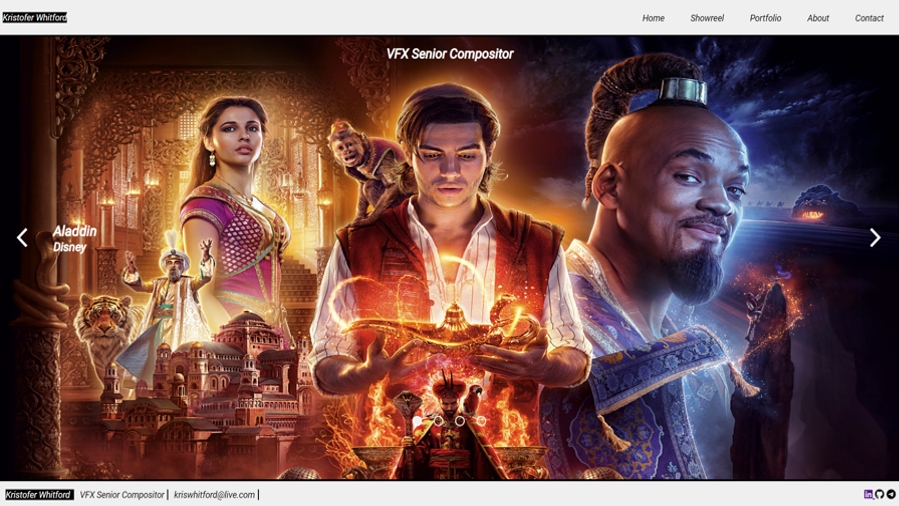 Kristofer Whitford
Home Showreel Portfolio About Contact
VFX Senior Compositor
Aladdin
Disney
Kristofer Whitford VFX Senior Compositor | kriswhitford@live.com |
in